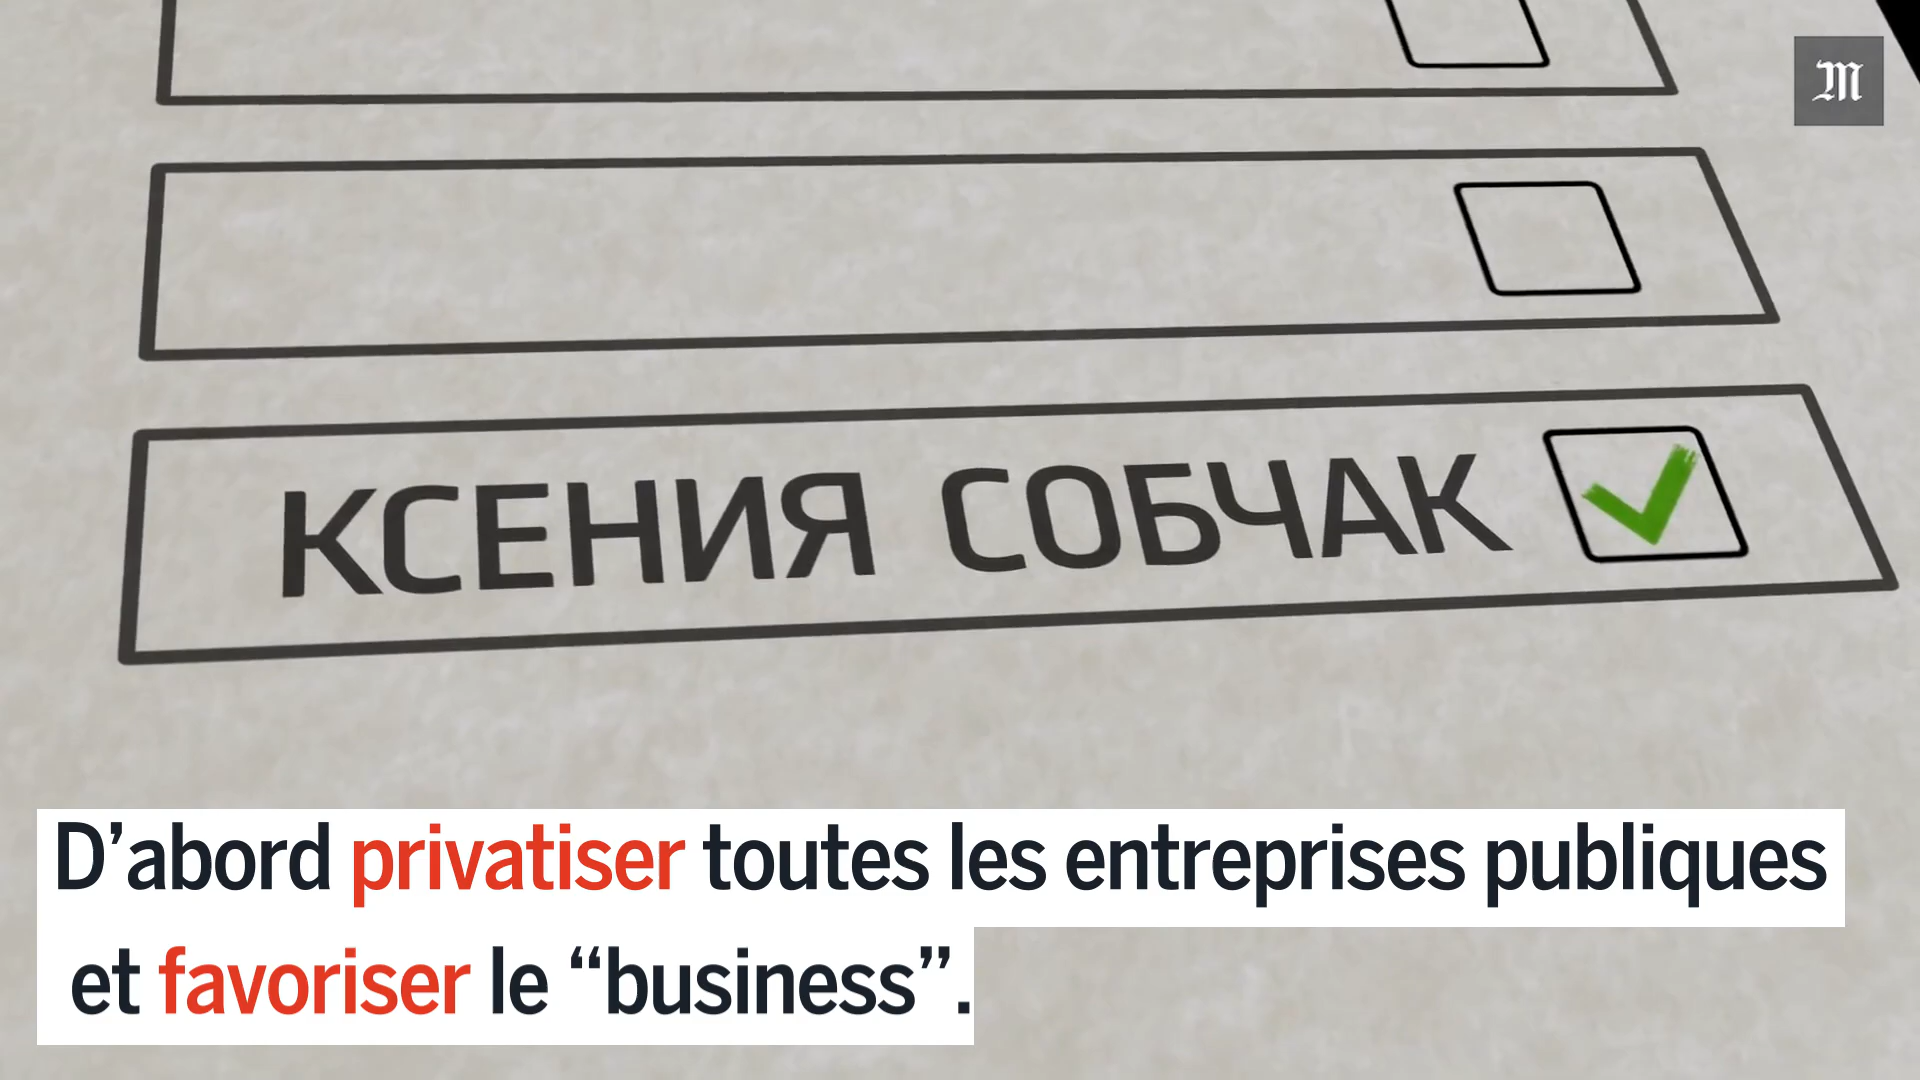 M
КСЕНИЯ СОБЧАК
D’abord privatiser toutes les entreprises publiques
et favoriser le “business”.